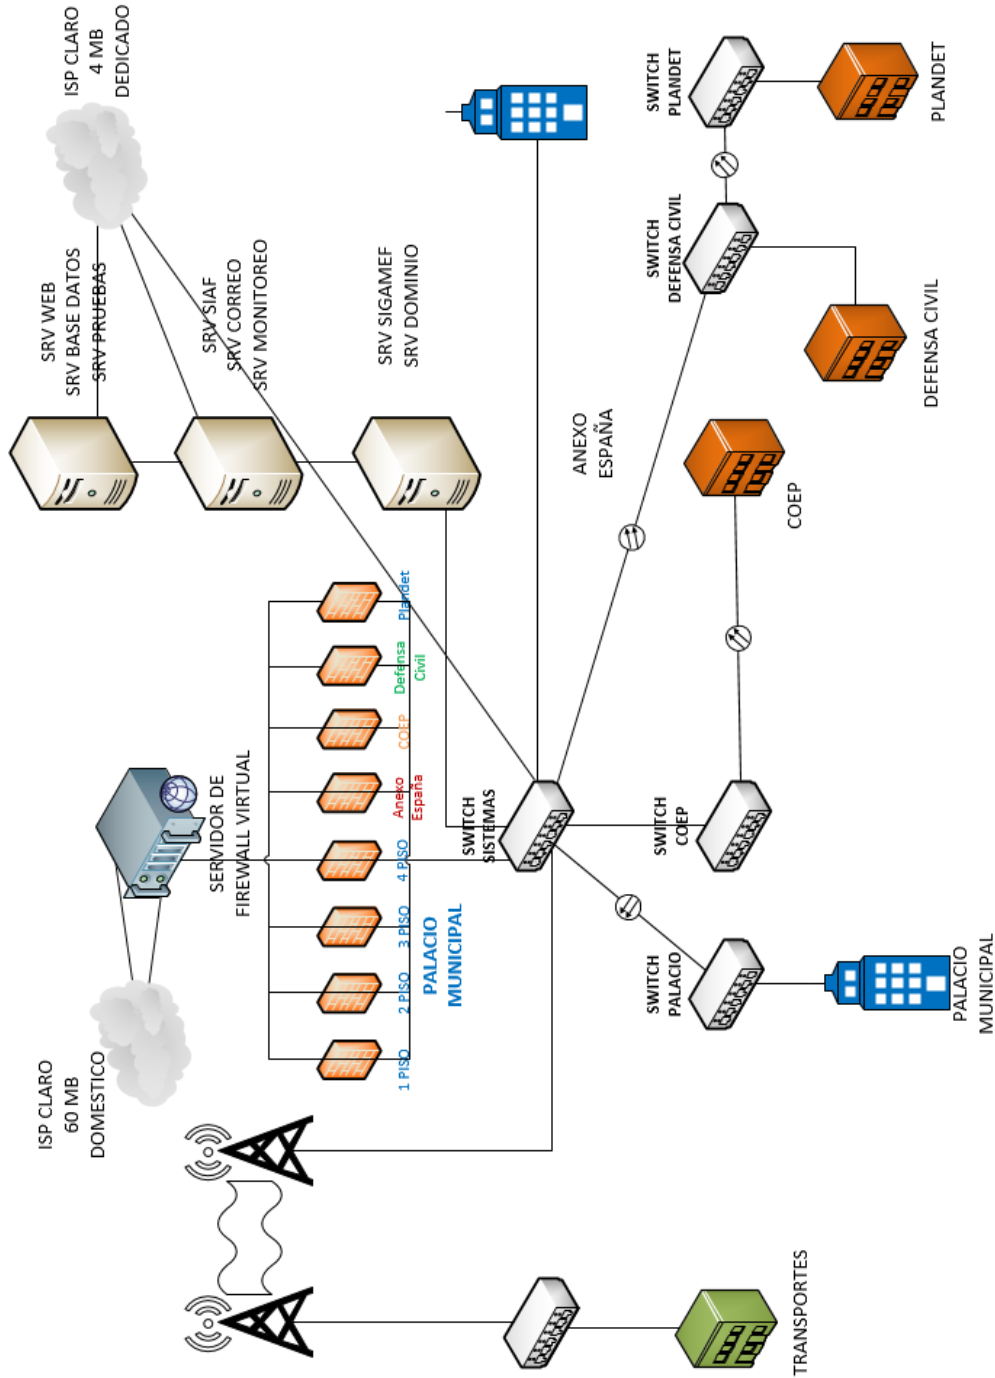 ISP CLARO
60 MB
DOMESTICO
SERVIDOR DE
FIREWALL VIRTUAL
SRV WEB
SRV BASE DATOS
SRV PRUEBAS
ISP CLARO
4 MB
DEDICADO
SRV SIAF
SRV CORREO
SRV MONITOREO
SRV SIGAMEF
SRV DOMINIO
1 PISO
2 PISO
3 PISO
4 PISO
Anexo
España
COEP
Defensa
Civil
Plandet
PALACIO
MUNICIPAL
SWITCH
SISTEMAS
ANEXO
ESPAÑA
SWITCH
PALACIO
SWITCH
COEP
SWITCH
DEFENSA CIVIL
SWITCH
PLANDET
TRANSPORTES
PALACIO
MUNICIPAL
COEP
DEFENSA CIVIL
PLANDET